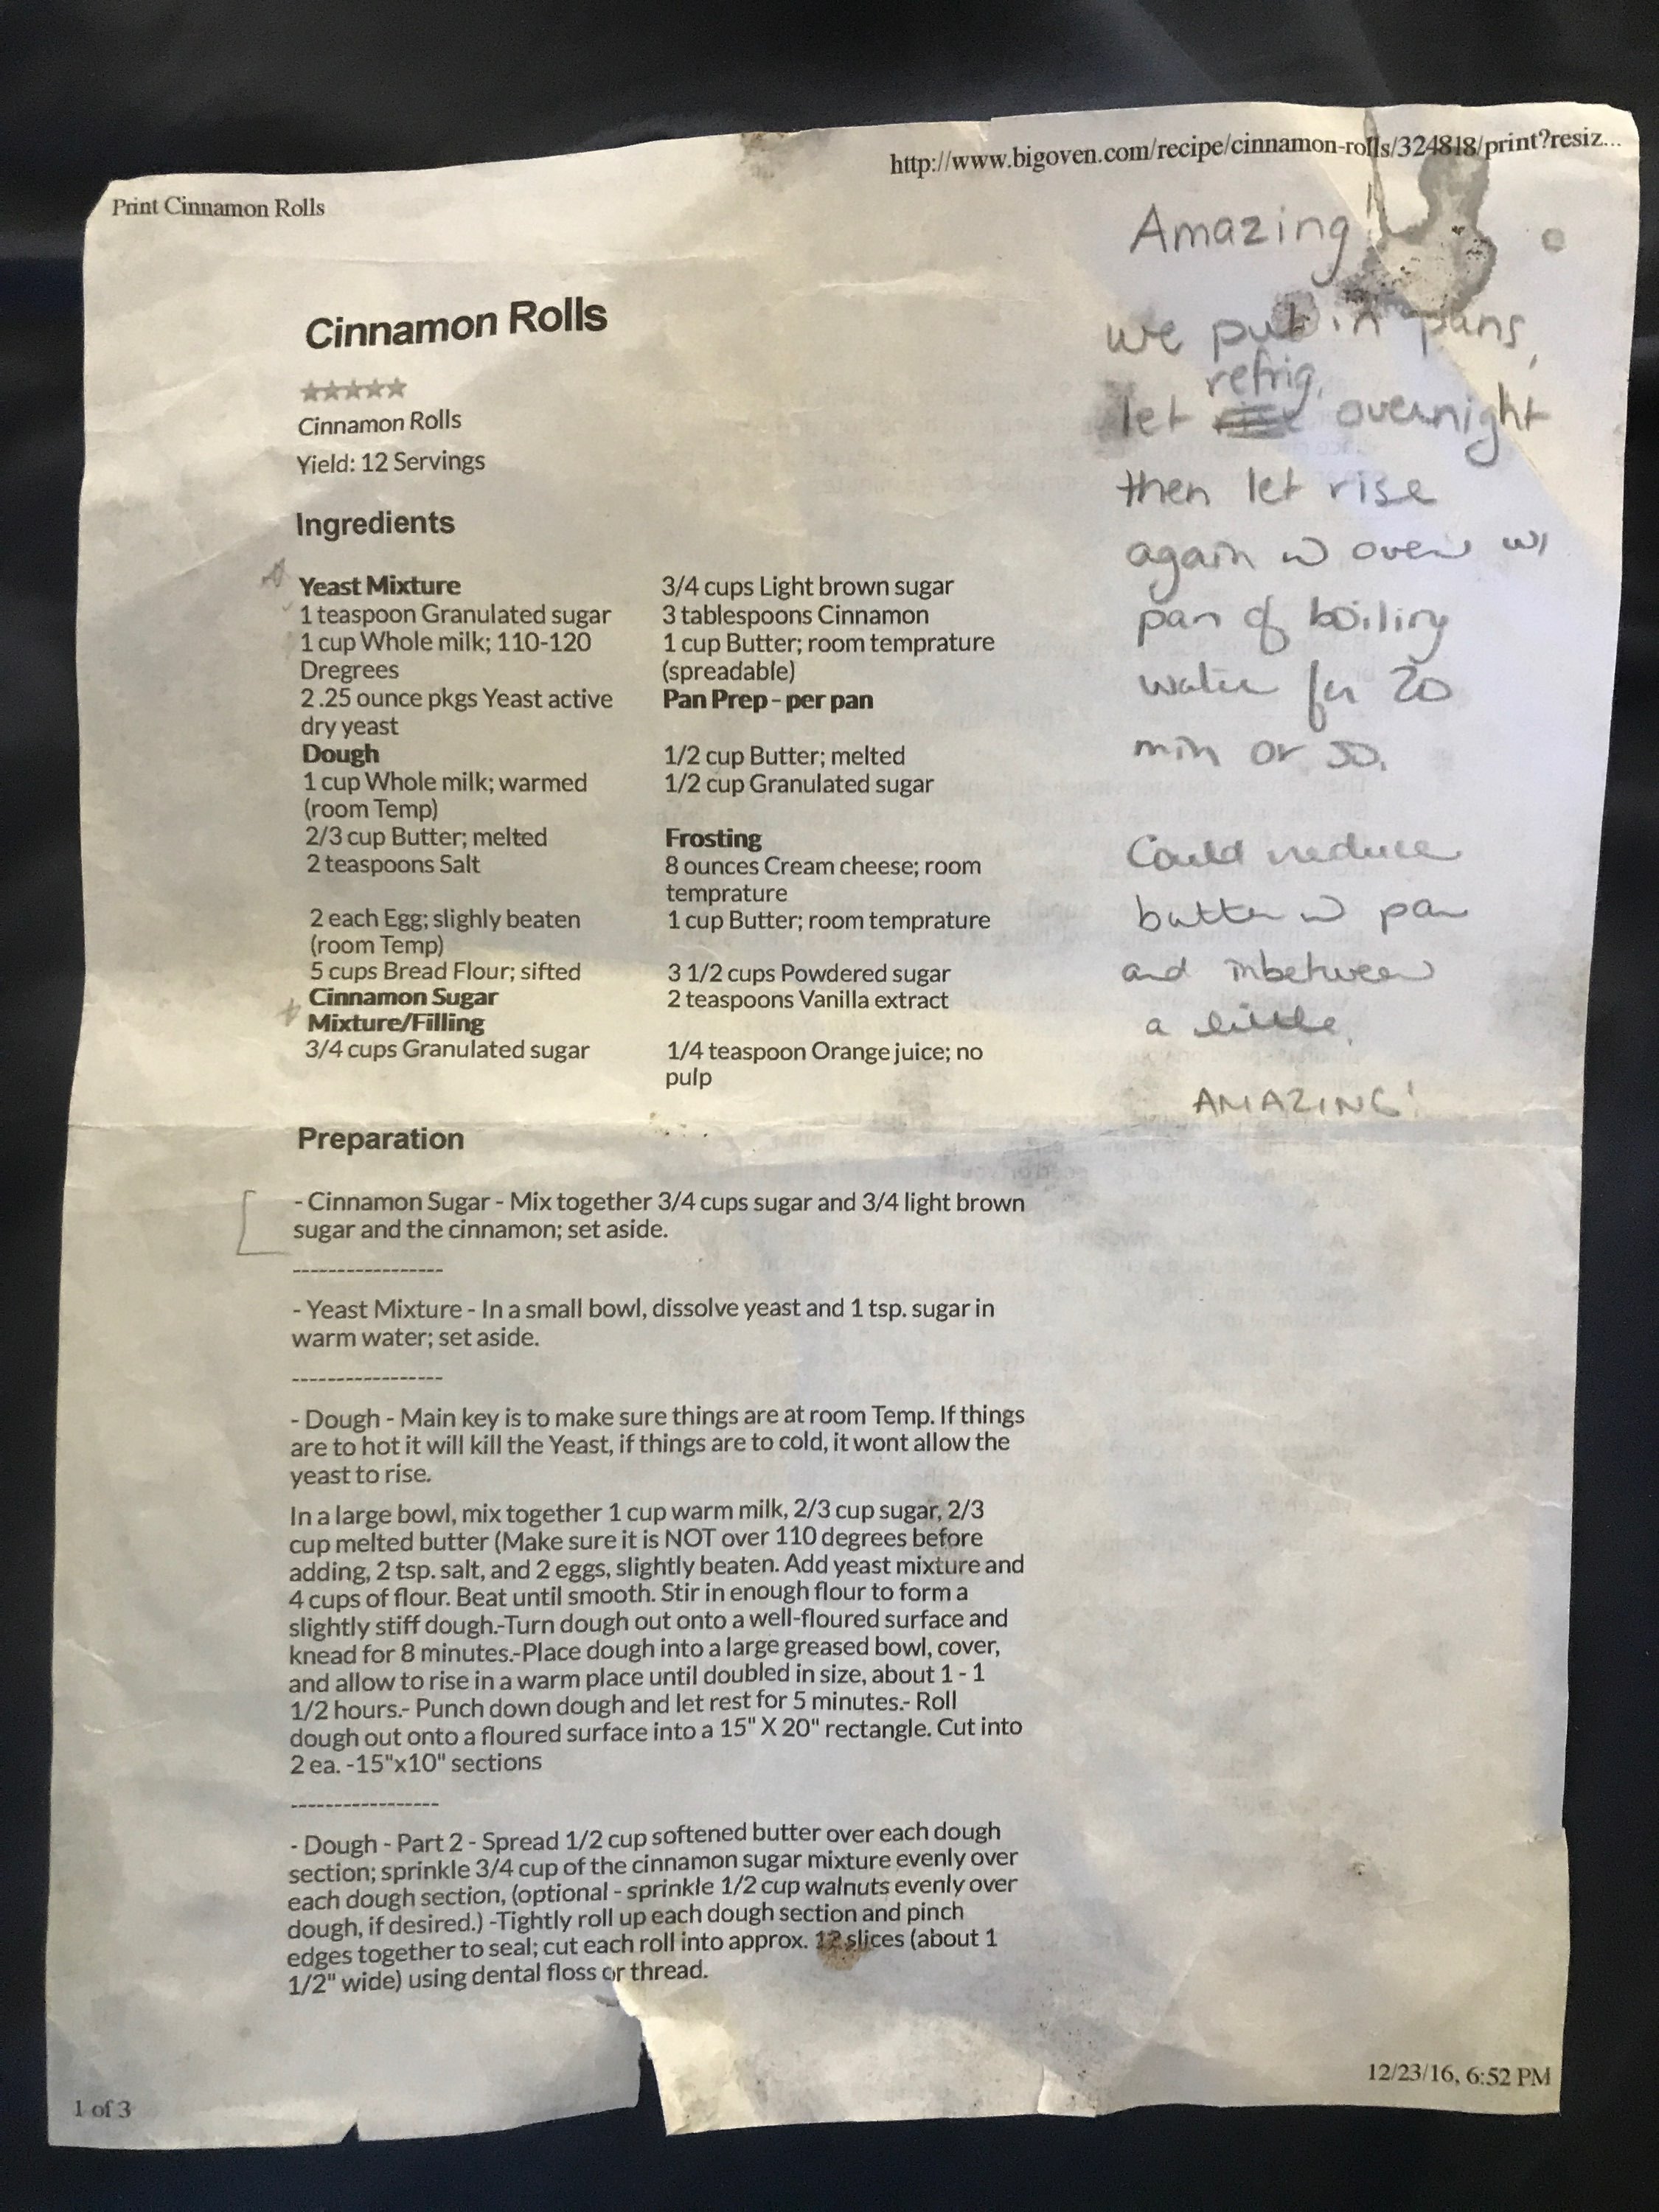 http://www.bigoven.com/recipe/cinnamon-rolls/324818/print?resiz...
Print Cinnamon Rolls
Cinnamon Rolls
★★★★★
Cinnamon Rolls
Yield: 12 Servings
Ingredients
Yeast Mixture
1 teaspoon Granulated sugar
1 cup Whole milk; 110-120
Dregrees
2 .25 ounce pkgs Yeast active
dry yeast
Dough
1 cup Whole milk; warmed
(room Temp)
2/3 cup Butter; melted
2 teaspoons Salt
2 each Egg; slighly beaten
(room Temp)
5 cups Bread Flour; sifted
Cinnamon Sugar
Mixture/Filling
3/4 cups Granulated sugar
3/4 cups Light brown sugar
3 tablespoons Cinnamon
1 cup Butter; room temprature
(spreadable)
Pan Prep - per pan
1/2 cup Butter; melted
1/2 cup Granulated sugar
Frosting
8 ounces Cream cheese; room
temprature
1 cup Butter; room temprature
3 1/2 cups Powdered sugar
2 teaspoons Vanilla extract
1/4 teaspoon Orange juice; no
pulp
Amazing!
we put in pans,
refrig.
let overnight
then let rise
again in oven w/
pan of boiling
water for 20
min or so.
Could reduce
butter in pan
and inbetween
a little.
AMAZING!
Preparation
- Cinnamon Sugar - Mix together 3/4 cups sugar and 3/4 light brown
sugar and the cinnamon; set aside.
-----------------
- Yeast Mixture - In a small bowl, dissolve yeast and 1 tsp. sugar in
warm water; set aside.
-----------------
- Dough - Main key is to make sure things are at room Temp. If things
are to hot it will kill the Yeast, if things are to cold, it wont allow the
yeast to rise.
In a large bowl, mix together 1 cup warm milk, 2/3 cup sugar, 2/3
cup melted butter (Make sure it is NOT over 110 degrees before
adding, 2 tsp. salt, and 2 eggs, slightly beaten. Add yeast mixture and
4 cups of flour. Beat until smooth. Stir in enough flour to form a
slightly stiff dough.-Turn dough out onto a well-floured surface and
knead for 8 minutes.-Place dough into a large greased bowl, cover,
and allow to rise in a warm place until doubled in size, about 1 - 1
1/2 hours.- Punch down dough and let rest for 5 minutes.- Roll
dough out onto a floured surface into a 15" X 20" rectangle. Cut into
2 ea. -15"x10" sections
-----------------
- Dough - Part 2 - Spread 1/2 cup softened butter over each dough
section; sprinkle 3/4 cup of the cinnamon sugar mixture evenly over
each dough section, (optional - sprinkle 1/2 cup walnuts evenly over
dough, if desired.) -Tightly roll up each dough section and pinch
edges together to seal; cut each roll into approx. 12 slices (about 1
1/2" wide) using dental floss or thread.
1 of 3
12/23/16, 6:52 PM